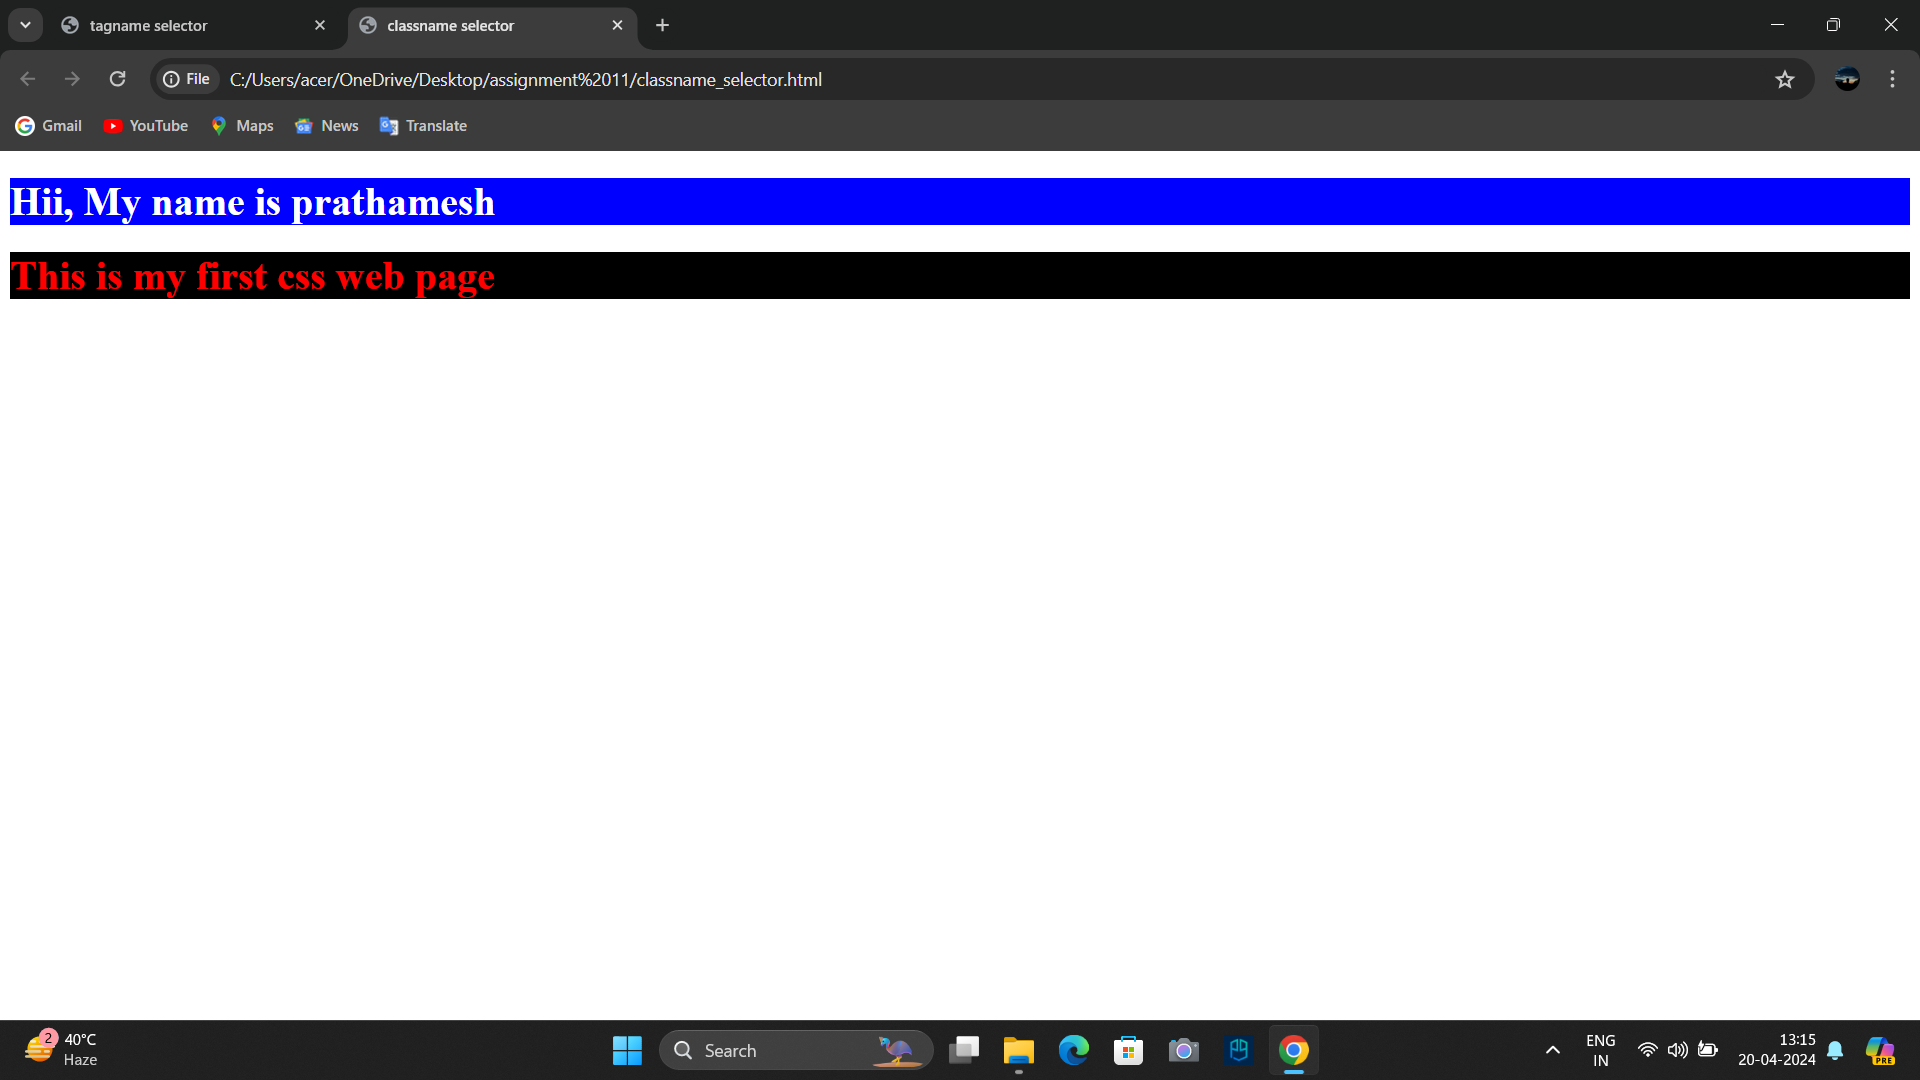 tagname selector
classname selector
File
C:/Users/acer/OneDrive/Desktop/assignment%2011/classname_selector.html
Gmail YouTube Maps News Translate
Hii, My name is prathamesh
This is my first css web page
2
40°C
Haze
Search
ENG
IN
13:15
20-04-2024
PRE